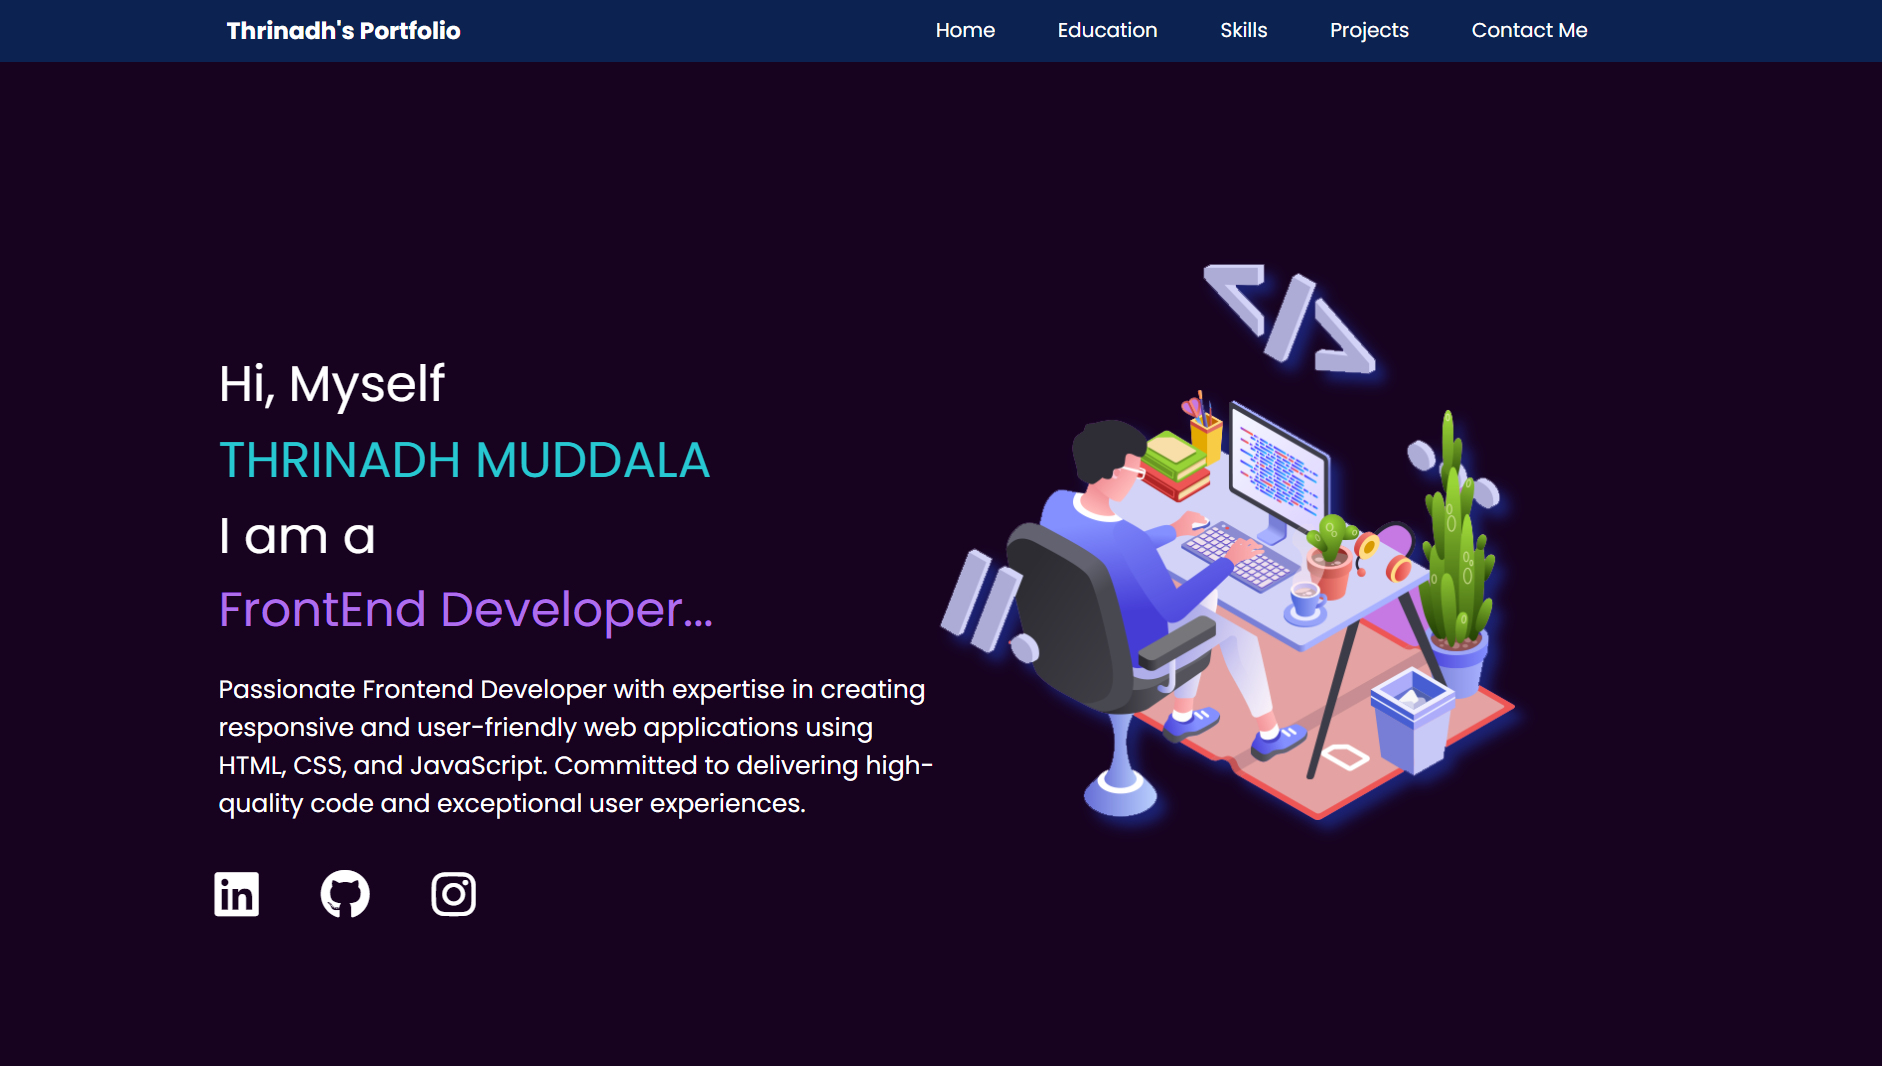 Thrinadh's Portfolio
Home
Education
Skills
Projects
Contact Me
Hi, Myself
THRINADH MUDDALA
I am a
FrontEnd Developer...
Passionate Frontend Developer with expertise in creating
responsive and user-friendly web applications using
HTML, CSS, and JavaScript. Committed to delivering high-
quality code and exceptional user experiences.